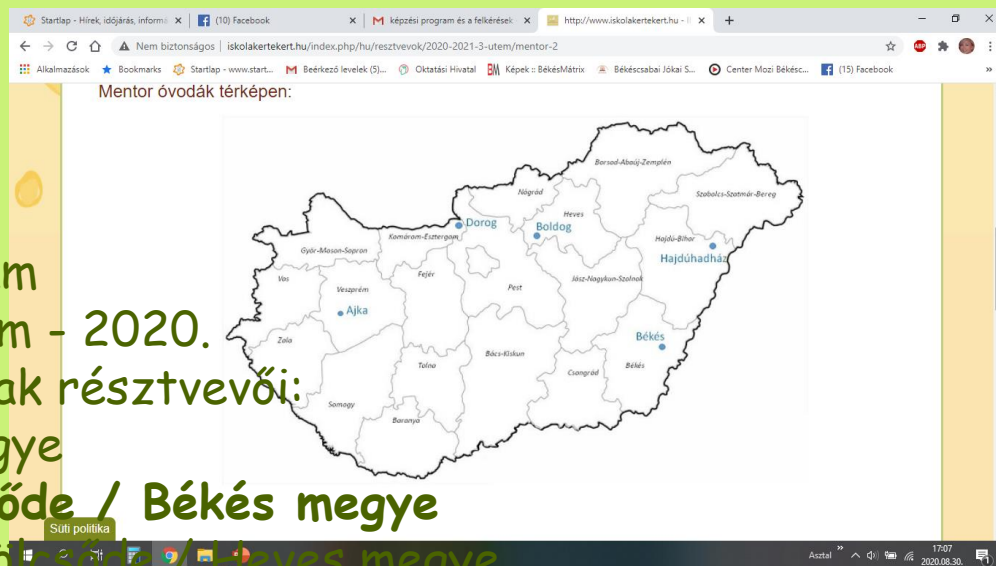 Startlap - Hírek, időjárás, informá
(10) Facebook
képzési program és a felkérések
http://www.iskolakertekert.hu - I
Nem biztonságos | iskolakertekert.hu/index.php/hu/resztvevok/2020-2021-3-utem/mentor-2
Alkalmazások Bookmarks Startlap - www.start... Beérkező levelek (5)... Oktatási Hivatal Képek :: BékésMátrix Békéscsabai Jókai S... Center Mozi Békésc... (15) Facebook »
Mentor óvodák térképen:
Borsod-Abaúj-Zemplén
Szabolcs-Szatmár-Bereg
Nógrád
Heves
Dorog
Boldog
Komárom-Esztergom
Hajdú-Bihar
Győr-Moson-Sopron
Hajdúhadház
Vas
Fejér
Jász-Nagykun-Szolnok
Veszprém
Pest
Ajka
Békés
Zala
Bács-Kiskun
Tolna
Csongrád
Békés
Somogy
Baranya
m
m - 2020.
ak résztvevői:
gye
őde / Békés megye
Süti politika
ölcsőde / Heves megye
Asztal »
17:07
2020.08.30.